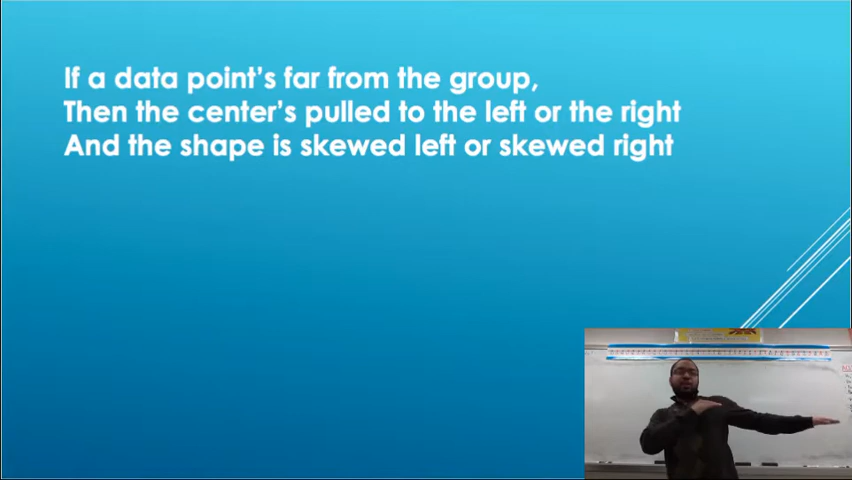 If a data point's far from the group,
Then the center's pulled to the left or the right
And the shape is skewed left or skewed right